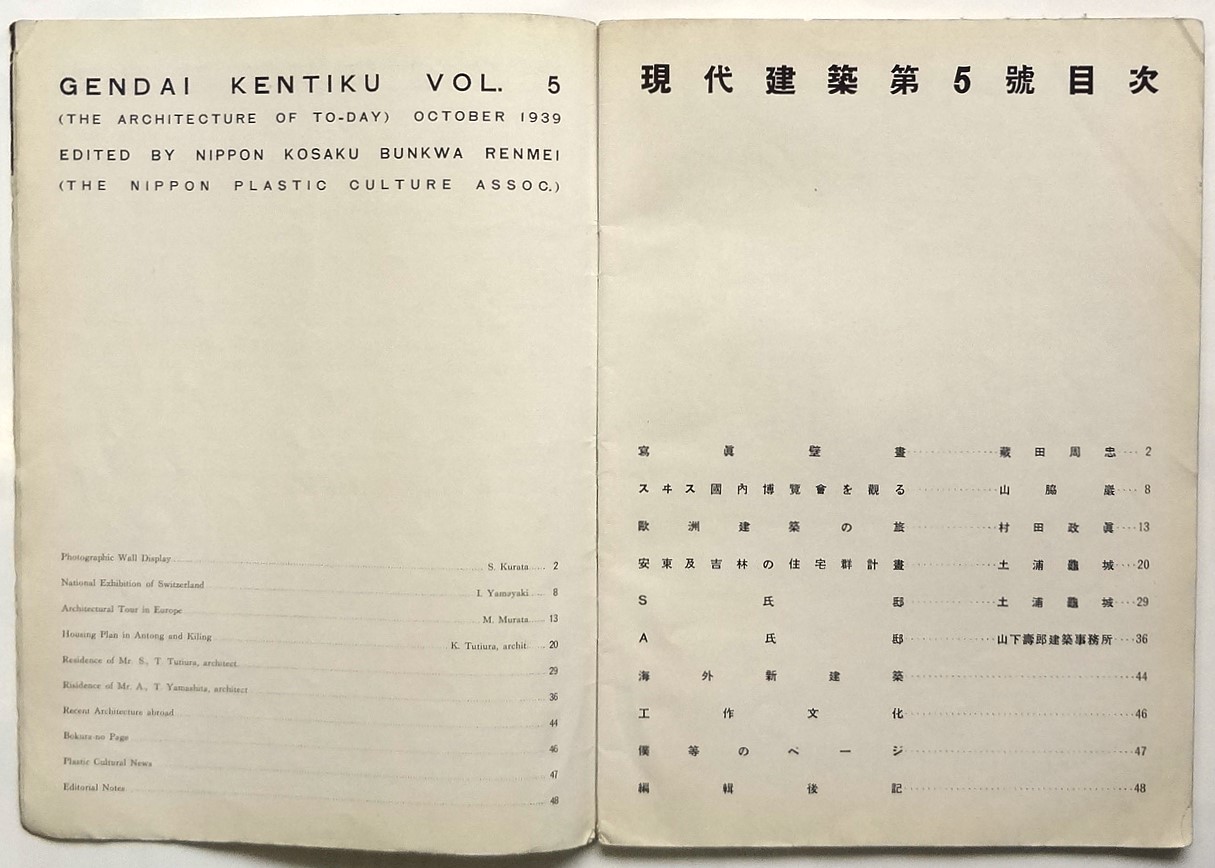 GENDAI KENTIKU VOL. 5
(THE ARCHITECTURE OF TO-DAY) OCTOBER 1939
EDITED BY NIPPON KOSAKU BUNKWA RENMEI
(THE NIPPON PLASTIC CULTURE ASSOC.)
Photographic Wall Display S. Kurata 2
National Exhibition of Switzerland I. Yamayaki 8
Architectural Tour in Europe M. Murata 13
Housing Plan in Antong and Kiling K. Tutiura, archit. 20
Residence of Mr. S., T. Tutiura, architect 29
Risidence of Mr. A., T. Yamashita, architect 36
Recent Architecture abroad 44
Bokura no Page 46
Plastic Cultural News 47
Editorial Notes 48
現代建築第5號目次
寫眞壁畫 蔵田周忠 2
スヰス國內博覽會を觀る 山脇巖 8
歐洲建築の旅 村田政眞 13
安東及吉林の住宅群計畫 土浦龜城 20
S氏邸 土浦龜城 29
A氏邸 山下壽郎建築事務所 36
海外新建築 44
工作文化 46
僕等のページ 47
編輯後記 48